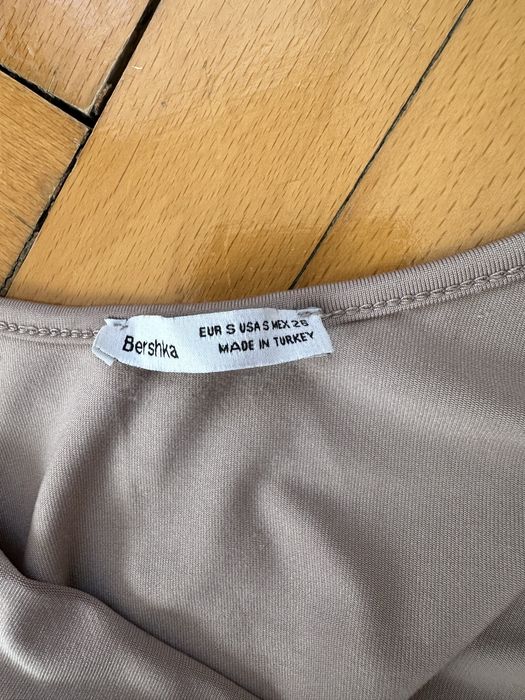 Bershka
EUR S USA S MEX 26
MADE IN TURKEY